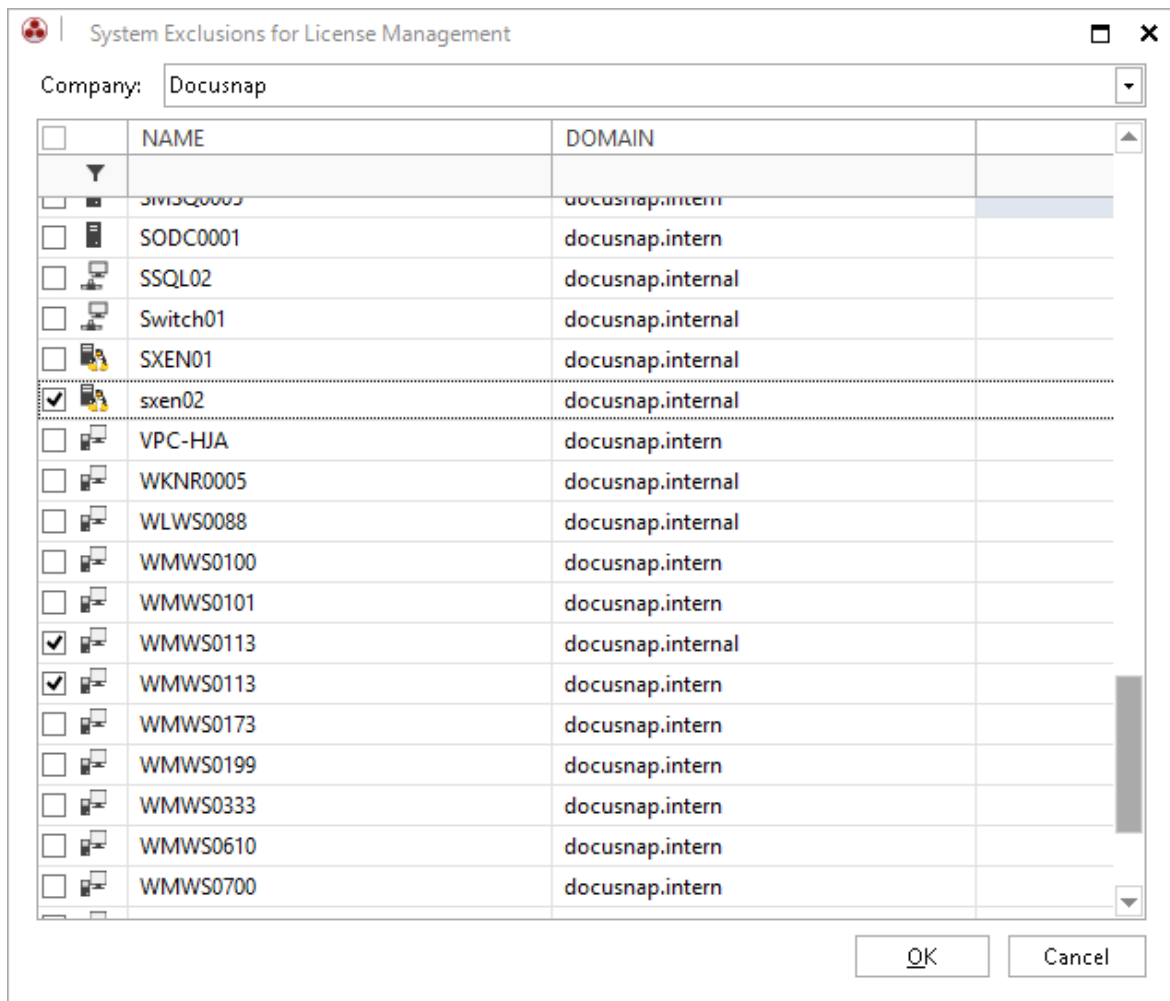 System Exclusions for License Management
Company: Docusnap
NAME DOMAIN
SMSQ0005 docusnap.intern
SODC0001 docusnap.intern
SSQL02 docusnap.internal
Switch01 docusnap.internal
SXEN01 docusnap.internal
sxen02 docusnap.internal
VPC-HJA docusnap.intern
WKNR0005 docusnap.internal
WLWS0088 docusnap.internal
WMWS0100 docusnap.intern
WMWS0101 docusnap.intern
WMWS0113 docusnap.internal
WMWS0113 docusnap.intern
WMWS0173 docusnap.intern
WMWS0199 docusnap.intern
WMWS0333 docusnap.intern
WMWS0610 docusnap.intern
WMWS0700 docusnap.intern
OK Cancel